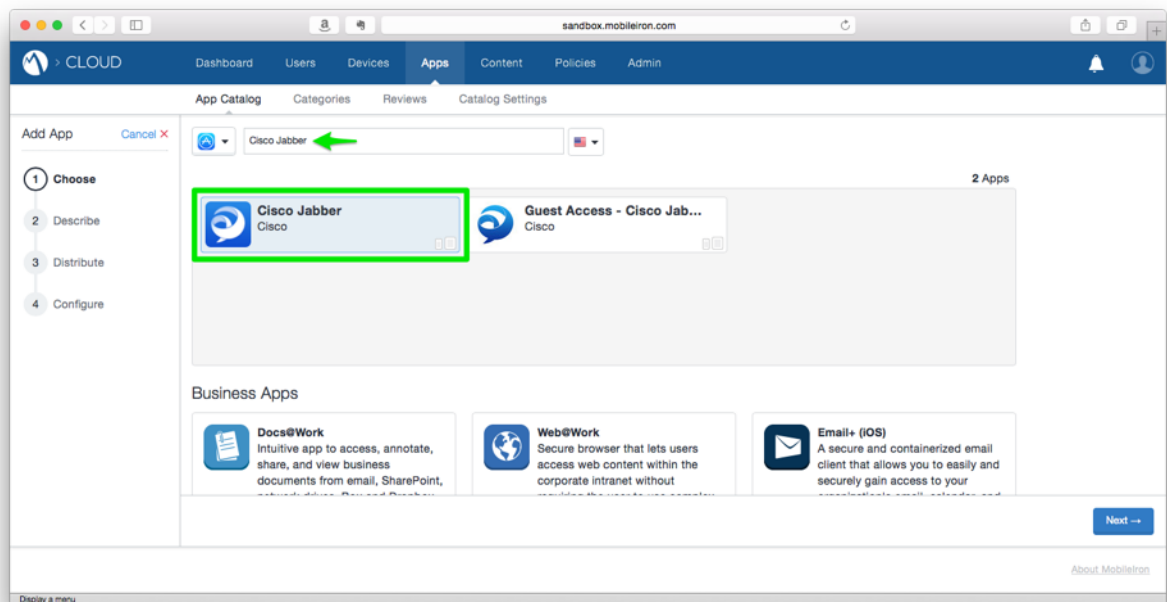 sandbox.mobileiron.com
> CLOUD
Dashboard Users Devices Apps Content Policies Admin
App Catalog Categories Reviews Catalog Settings
Add App Cancel ×
Cisco Jabber
1 Choose
2 Describe
3 Distribute
4 Configure
2 Apps
Cisco Jabber
Cisco
Guest Access - Cisco Jab...
Cisco
Business Apps
Docs@Work
Intuitive app to access, annotate,
share, and view business
documents from email, SharePoint,
Web@Work
Secure browser that lets users
access web content within the
corporate intranet without
Email+ (iOS)
A secure and containerized email
client that allows you to easily and
securely gain access to your
Next →
About MobileIron
Display a menu